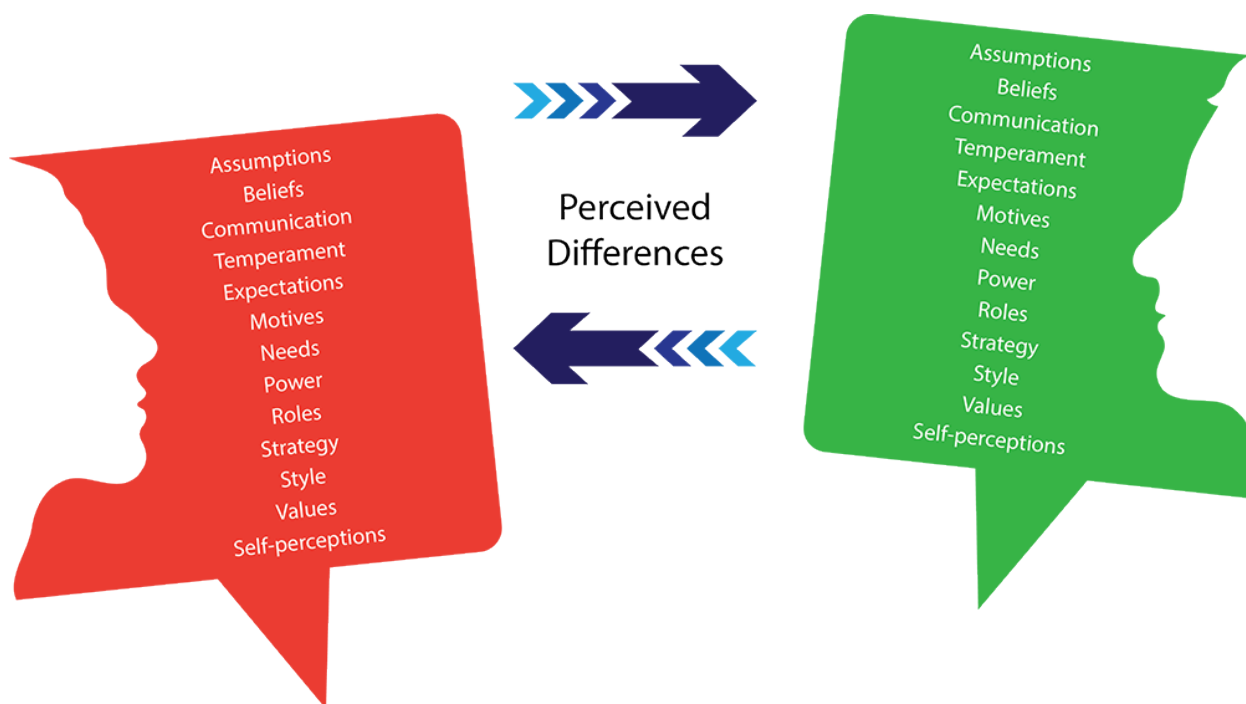 Assumptions
Beliefs
Communication
Temperament
Expectations
Motives
Needs
Power
Roles
Strategy
Style
Values
Self-perceptions
Perceived
Differences
Assumptions
Beliefs
Communication
Temperament
Expectations
Motives
Needs
Power
Roles
Strategy
Style
Values
Self-perceptions